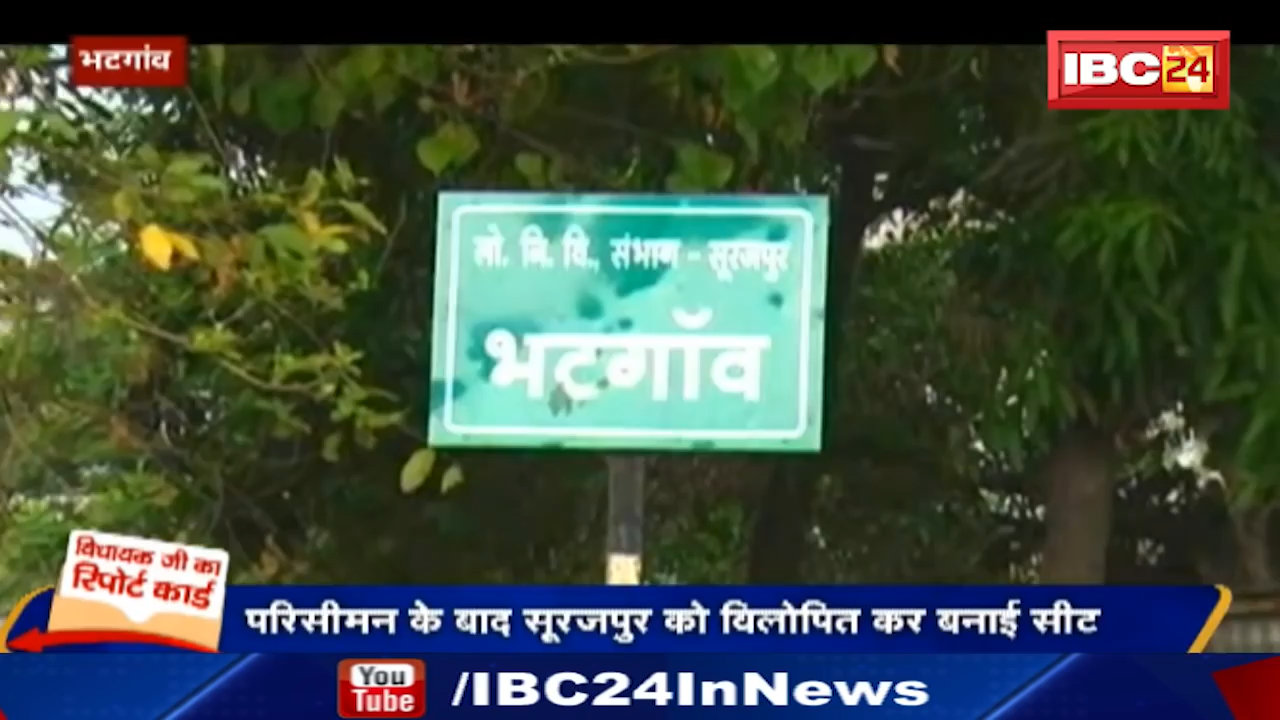 भटगांव
IBC24
लो. नि. वि., संभाग - सूरजपुर
भटगाँव
विधायक जी का
रिपोर्ट कार्ड
परिसीमन के बाद सूरजपुर को विलोपित कर बनाई सीट
You
Tube
/IBC24InNews